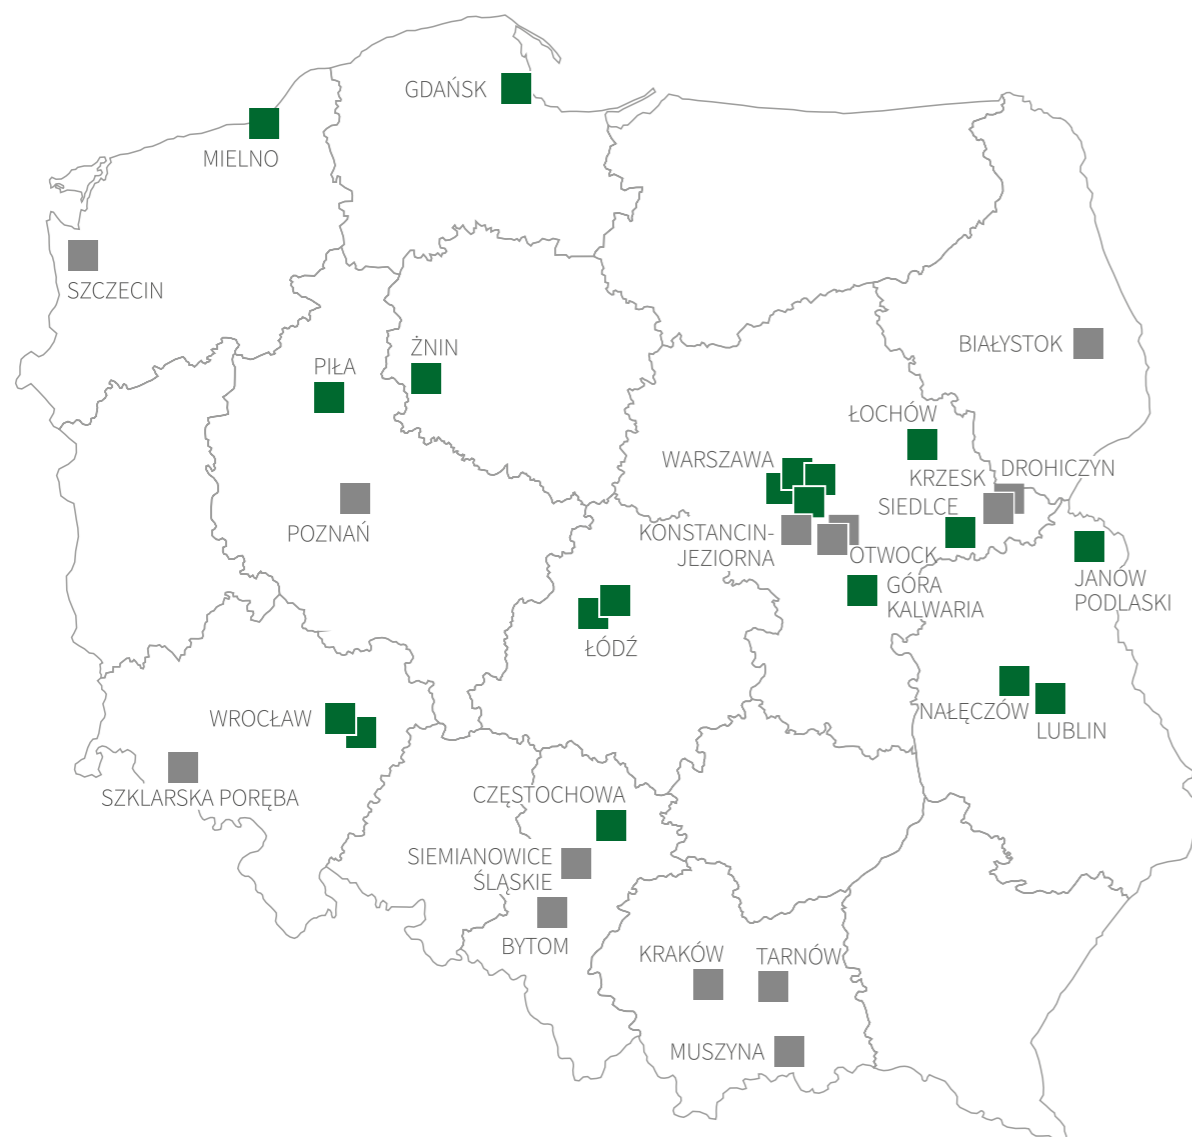 GDAŃSK
MIELNO
SZCZECIN
BIAŁYSTOK
ŻNIN
PIŁA
ŁOCHÓW
WARSZAWA
DROHICZYN
KRZESK
SIEDLCE
POZNAŃ
KONSTANCIN-
JEZIORNA
OTWOCK
JANÓW
PODLASKI
GÓRA
KALWARIA
ŁÓDŹ
NAŁĘCZÓW
LUBLIN
WROCŁAW
SZKLARSKA PORĘBA
CZĘSTOCHOWA
SIEMIANOWICE
ŚLĄSKIE
BYTOM
KRAKÓW
TARNÓW
MUSZYNA